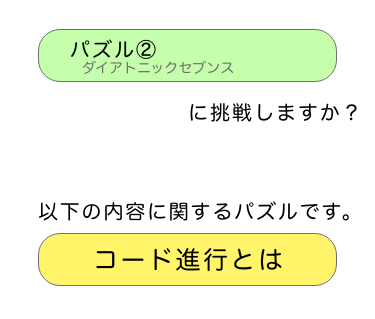 パズル②
ダイアトニックセブンス
に挑戦しますか？
以下の内容に関するパズルです。
コード進行とは